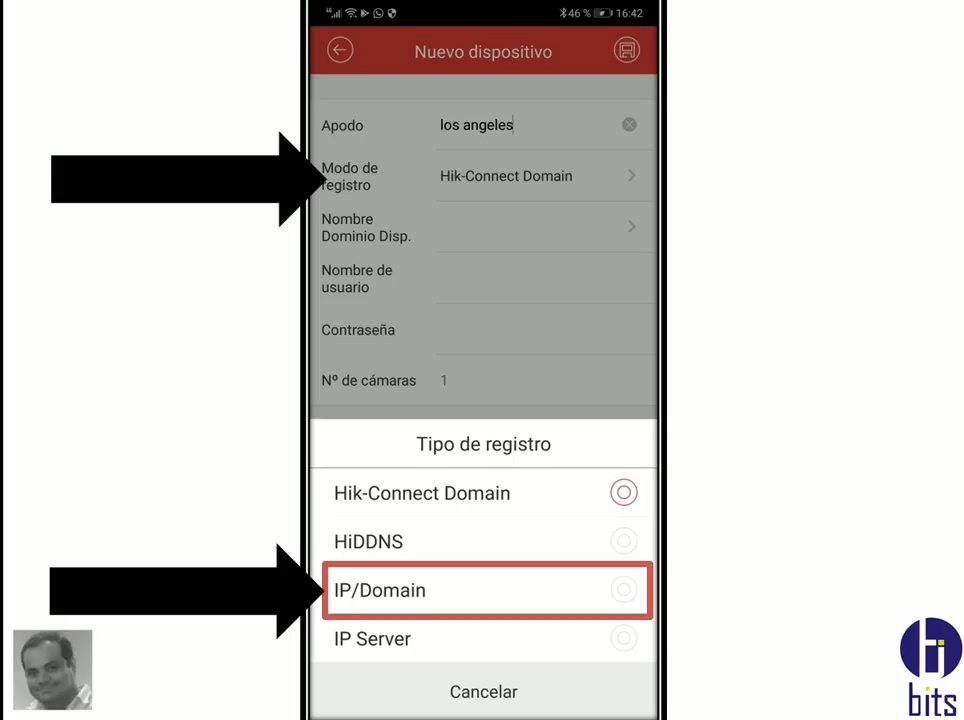 46 % 16:42
Nuevo dispositivo
Apodo los angeles
Modo de
registro
Hik-Connect Domain
Nombre
Dominio Disp.
Nombre de
usuario
Contraseña
Nº de cámaras 1
Tipo de registro
Hik-Connect Domain
HiDDNS
IP/Domain
IP Server
Cancelar
bits